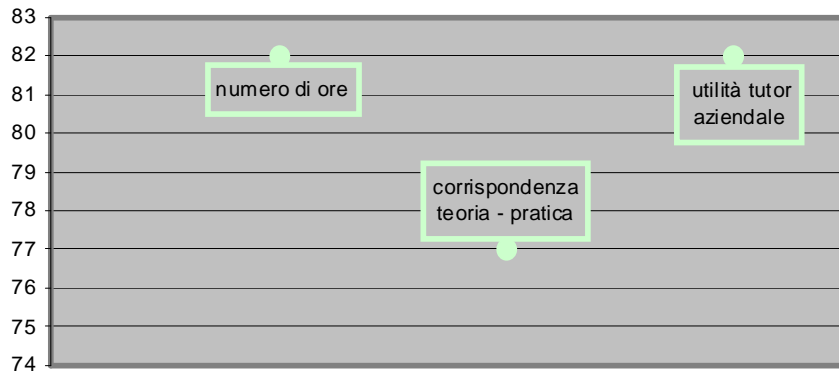 83
82
81
80
79
78
77
76
75
74
numero di ore
utilità tutor
aziendale
corrispondenza
teoria - pratica